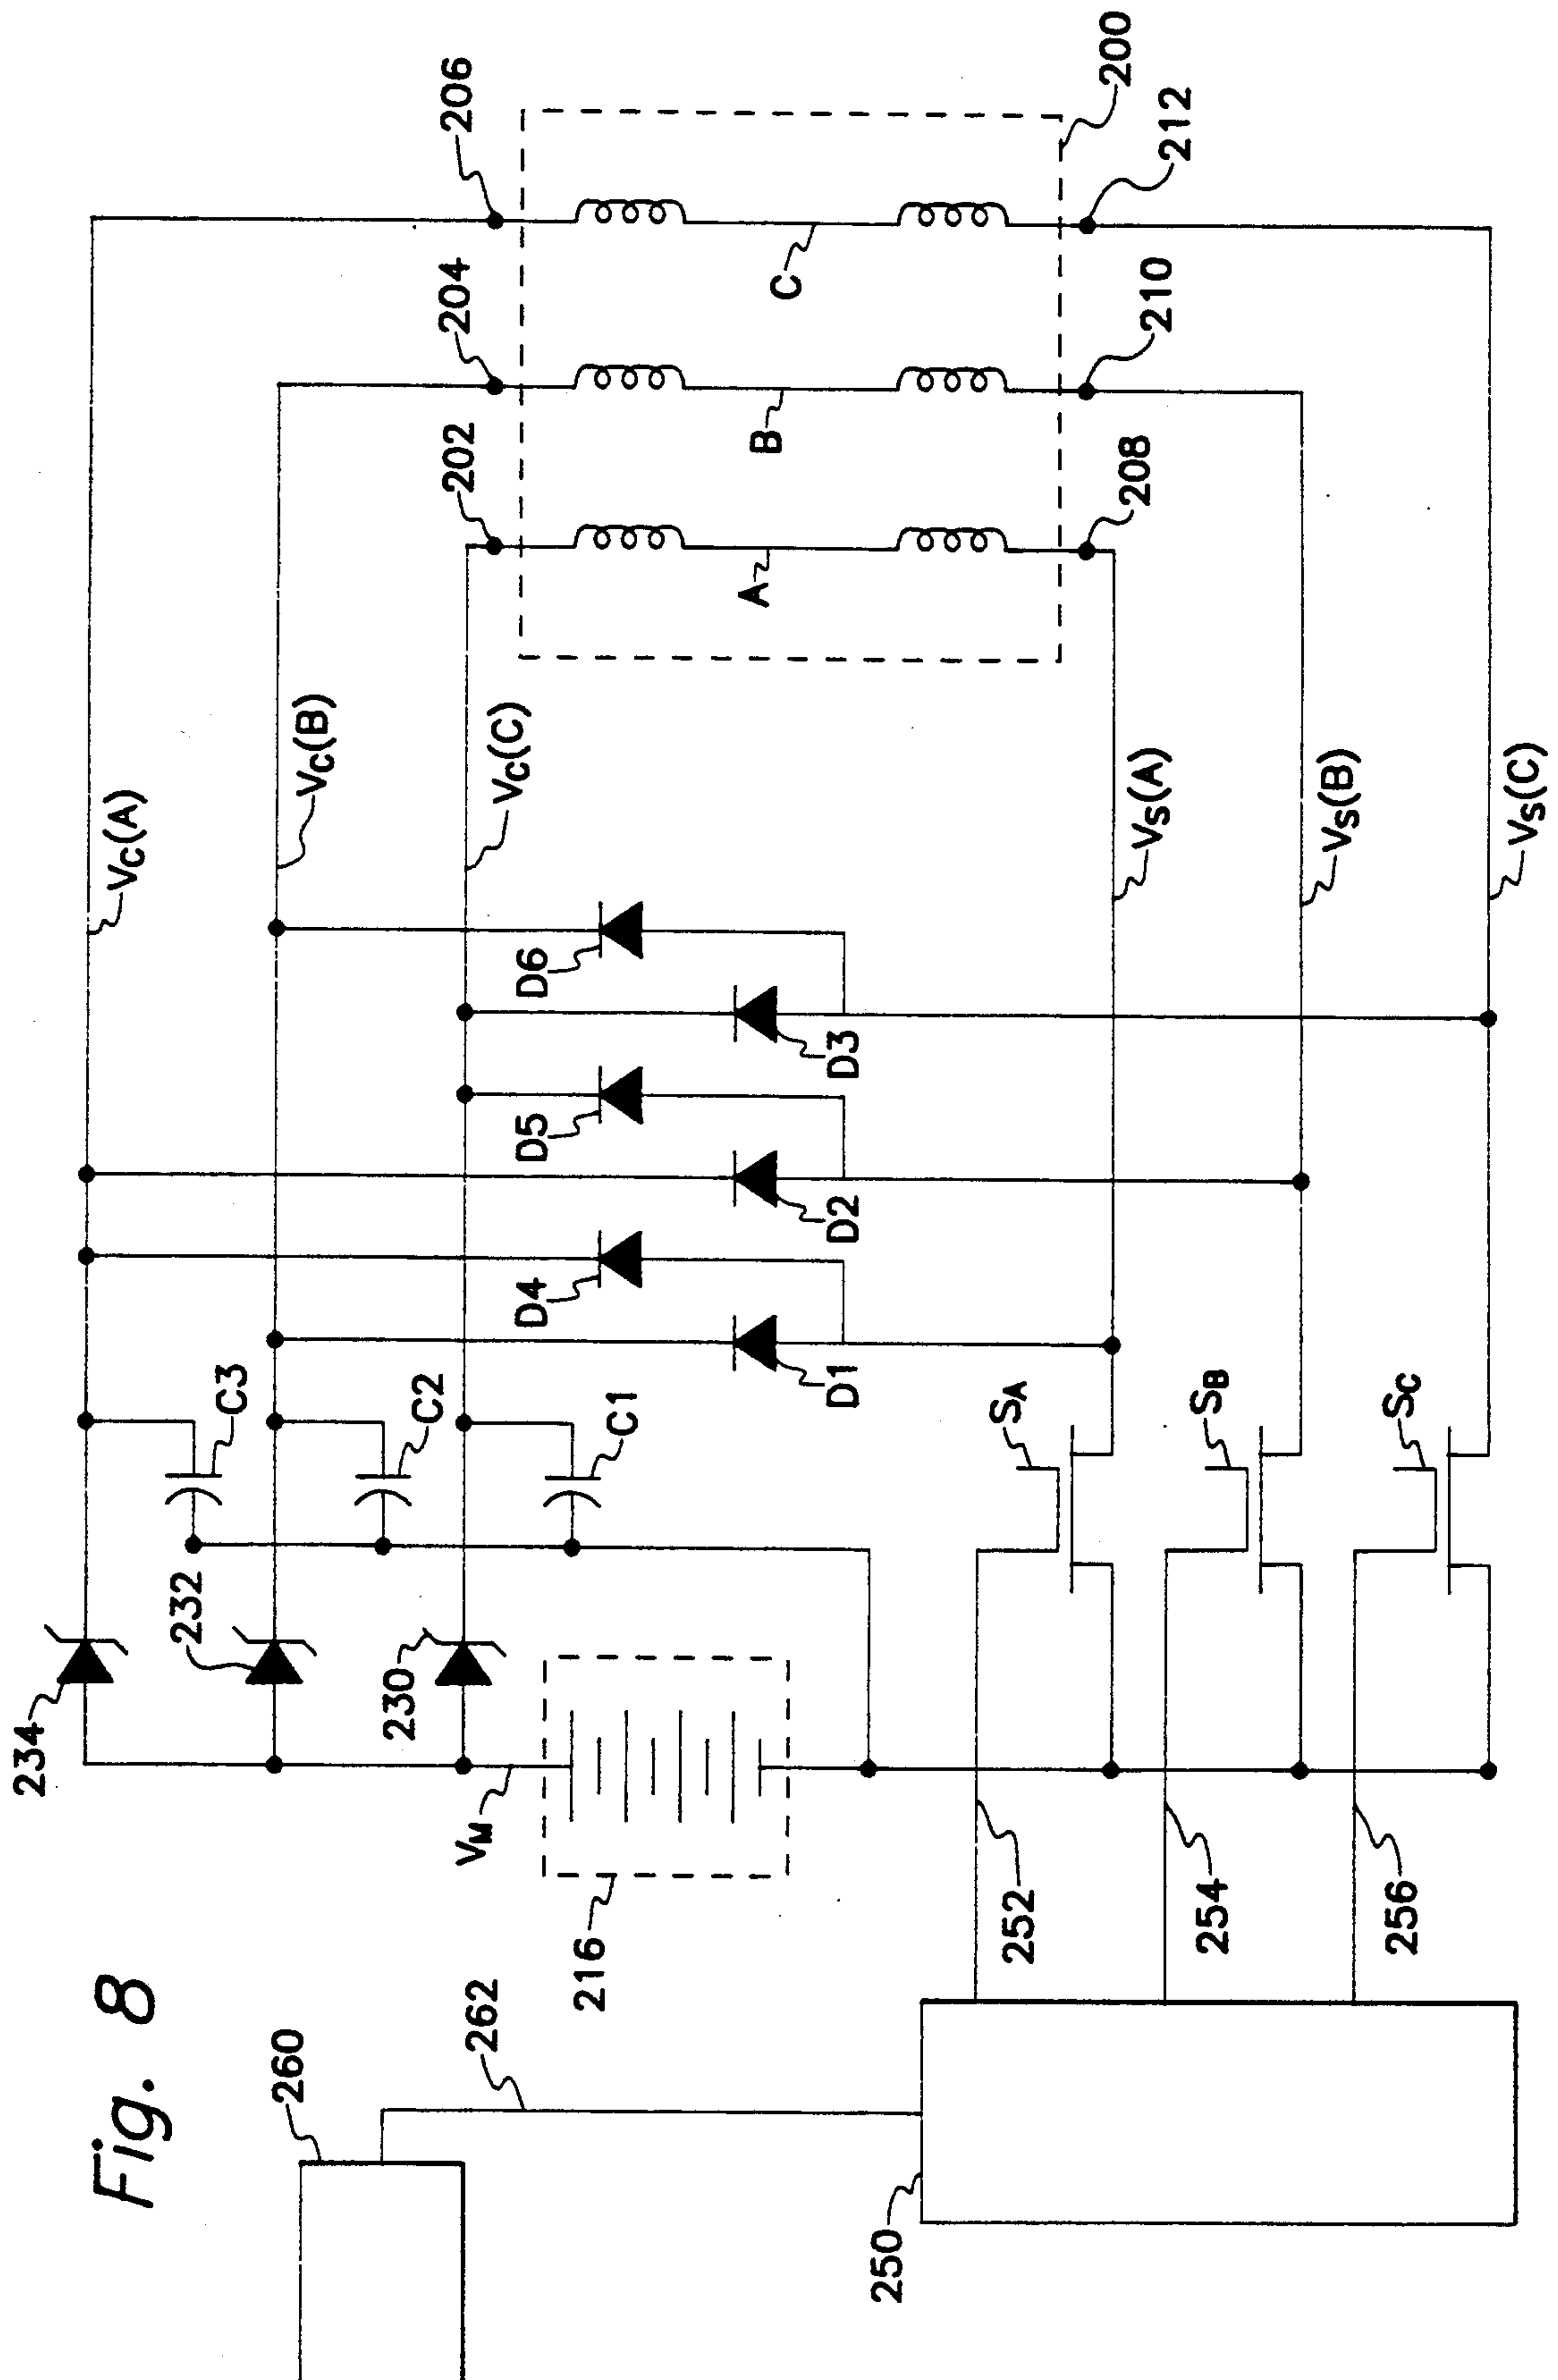 Fig. 8
260
262
250
252
254
256
216
VM
234
232
230
C3
C2
C1
SA
SB
SC
D1
D4
D2
D5
D3
D6
VC(A)
VC(B)
VC(C)
VS(A)
VS(B)
VS(C)
202
204
206
A
B
C
208
210
212
200